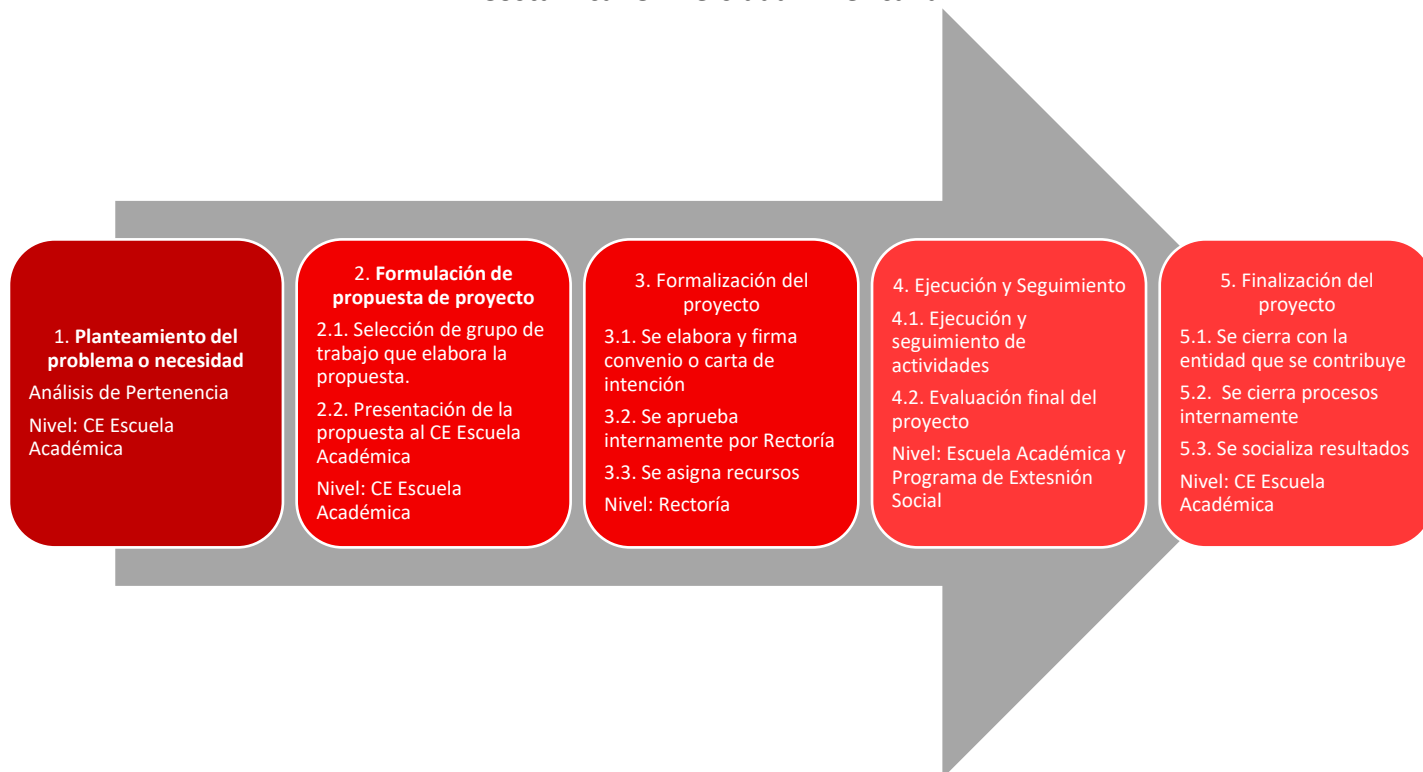 1. Planteamiento del
problema o necesidad
Análisis de Pertenencia
Nivel: CE Escuela
Académica
2. Formulación de
propuesta de proyecto
2.1. Selección de grupo de
trabajo que elabora la
propuesta.
2.2. Presentación de la
propuesta al CE Escuela
Académica
Nivel: CE Escuela
Académica
3. Formalización del
proyecto
3.1. Se elabora y firma
convenio o carta de
intención
3.2. Se aprueba
internamente por Rectoría
3.3. Se asigna recursos
Nivel: Rectoría
4. Ejecución y Seguimiento
4.1. Ejecución y
seguimiento de
actividades
4.2. Evaluación final del
proyecto
Nivel: Escuela Académica y
Programa de Extesnión
Social
5. Finalización del
proyecto
5.1. Se cierra con la
entidad que se contribuye
5.2. Se cierra procesos
internamente
5.3. Se socializa resultados
Nivel: CE Escuela
Académica